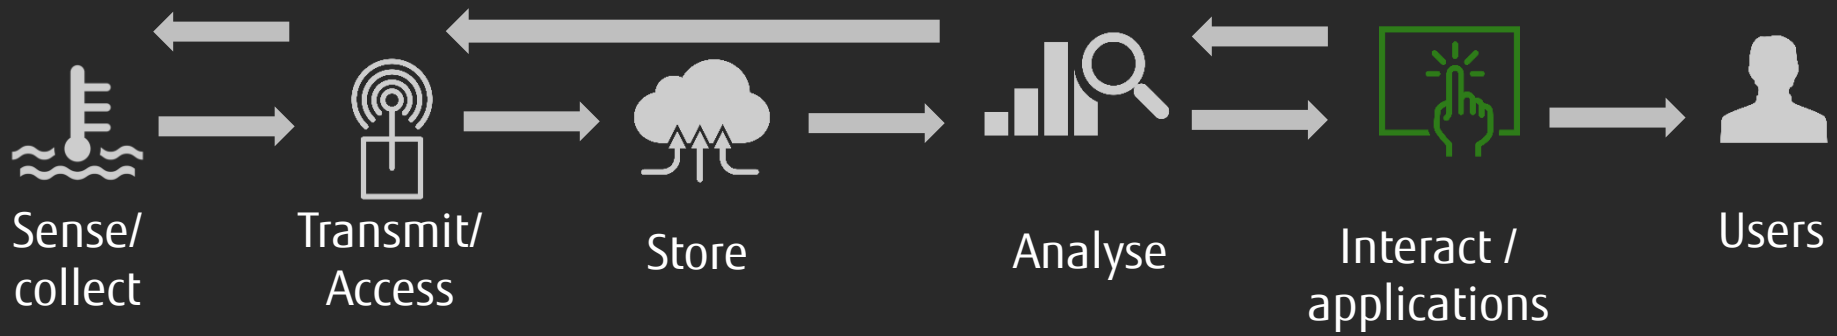 Sense/
collect
Transmit/
Access
Store
Analyse
Interact /
applications
Users